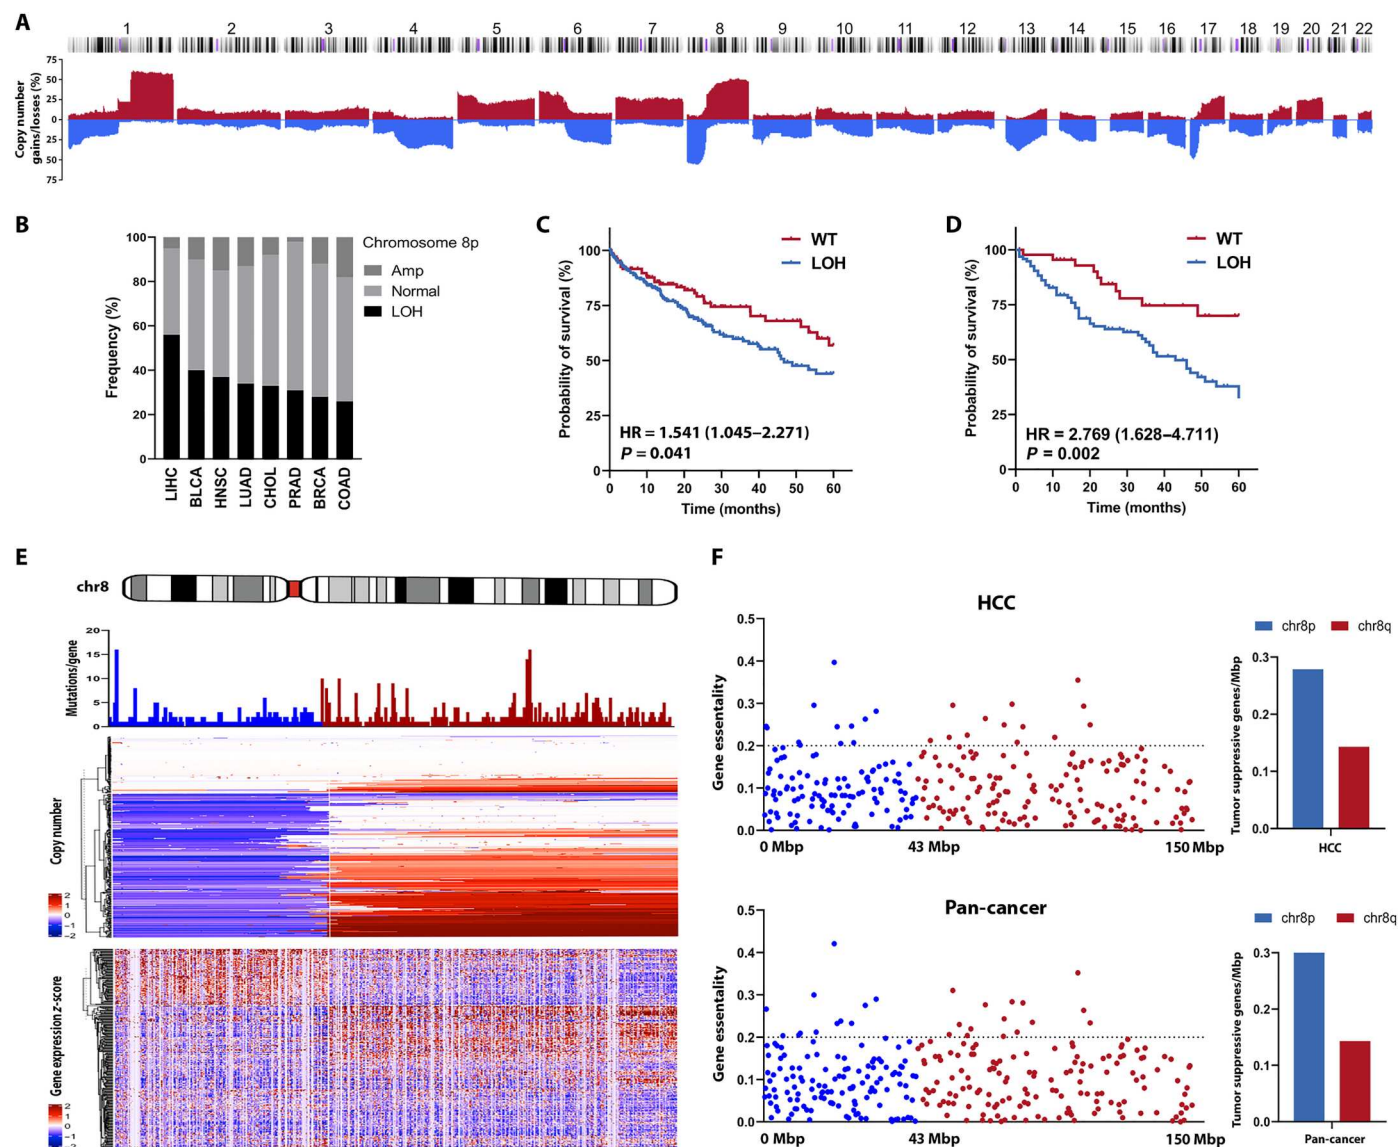 A
1 2 3 4 5 6 7 8 9 10 11 12 13 14 15 16 17 18 19 20 21 22
Copy number
gains/losses (%)
75
50
25
0
25
50
75
B
Chromosome 8p
Amp
Normal
LOH
Frequency (%)
100
80
60
40
20
0
LIHC
BLCA
HNSC
LUAD
CHOL
PRAD
BRCA
COAD
C
WT
LOH
Probability of survival (%)
100
75
50
25
0
HR = 1.541 (1.045–2.271)
P = 0.041
0 10 20 30 40 50 60
Time (months)
D
WT
LOH
Probability of survival (%)
100
75
50
25
0
HR = 2.769 (1.628–4.711)
P = 0.002
0 10 20 30 40 50 60
Time (months)
E
chr8
Mutations/gene
20
15
10
5
0
Copy number
2
1
0
−1
−2
Gene expression z-score
2
1
0
−1
F
HCC
Gene essentality
0.5
0.4
0.3
0.2
0.1
0.0
0 Mbp 43 Mbp 150 Mbp
chr8p chr8q
Tumor suppressive genes/Mbp
0.3
0.2
0.1
0.0
HCC
Pan-cancer
Gene essentality
0.5
0.4
0.3
0.2
0.1
0.0
0 Mbp 43 Mbp 150 Mbp
chr8p chr8q
Tumor suppressive genes/Mbp
0.3
0.2
0.1
0.0
Pan-cancer